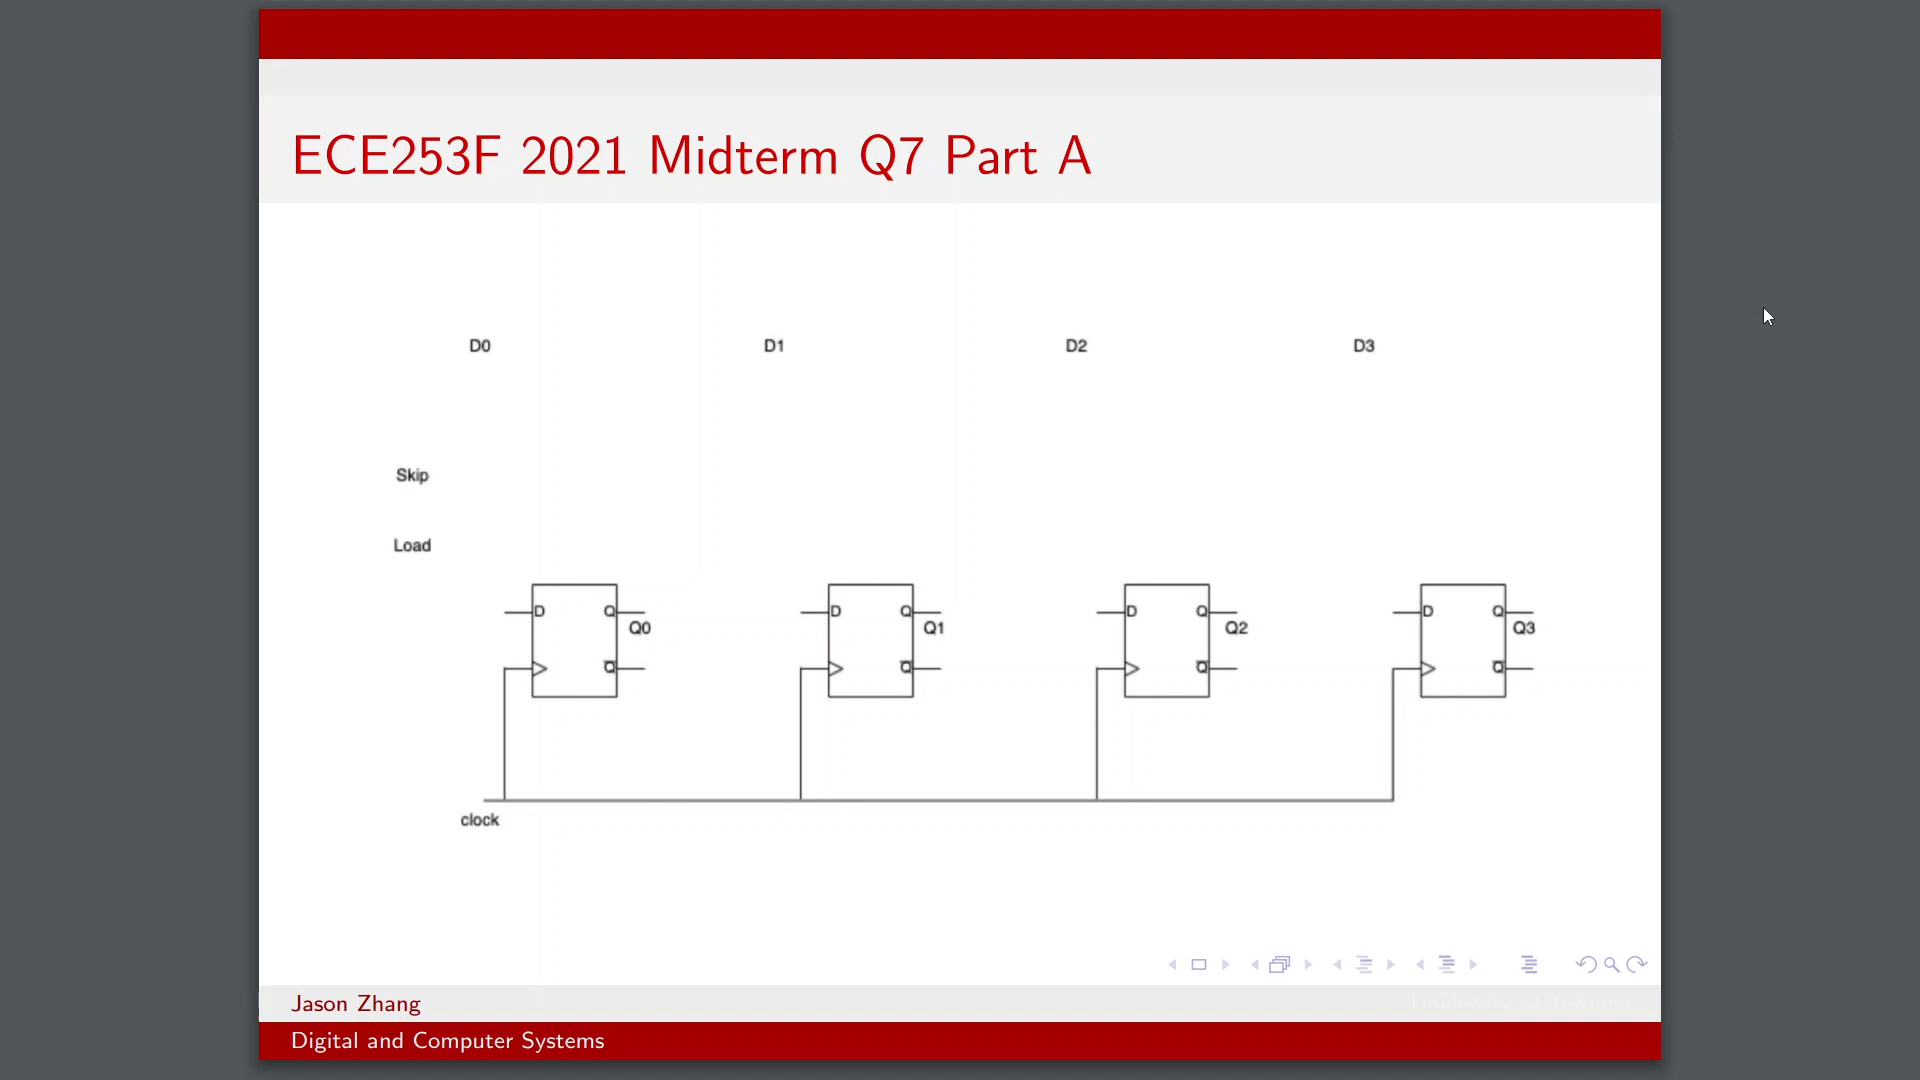 ECE253F 2021 Midterm Q7 Part A
D0 D1 D2 D3
Skip
Load
D Q D Q D Q D Q
Q0 Q1 Q2 Q3
Q̅ Q̅ Q̅ Q̅
clock
Jason Zhang
Digital and Computer Systems